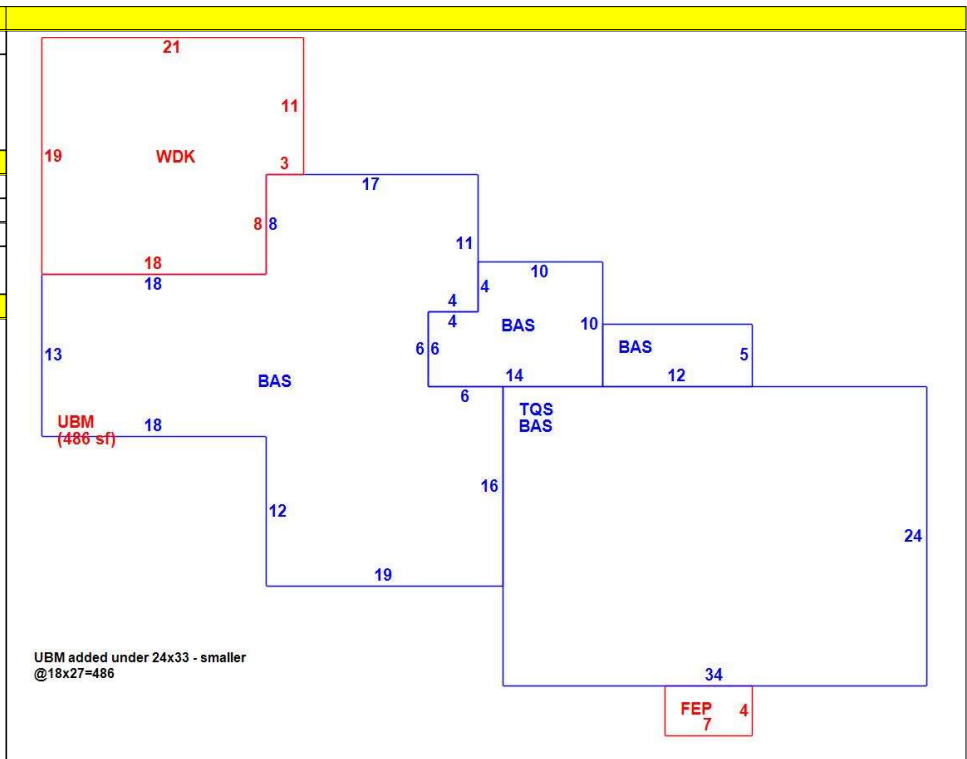 21
11
19
WDK
3
17
8 8
11
18
18
10
4
4
4
BAS
10
BAS
5
6 6
13
14
12
BAS
6
TQS
BAS
UBM
(486 sf)
18
16
12
24
19
UBM added under 24x33 - smaller
@18x27=486
34
FEP
4
7